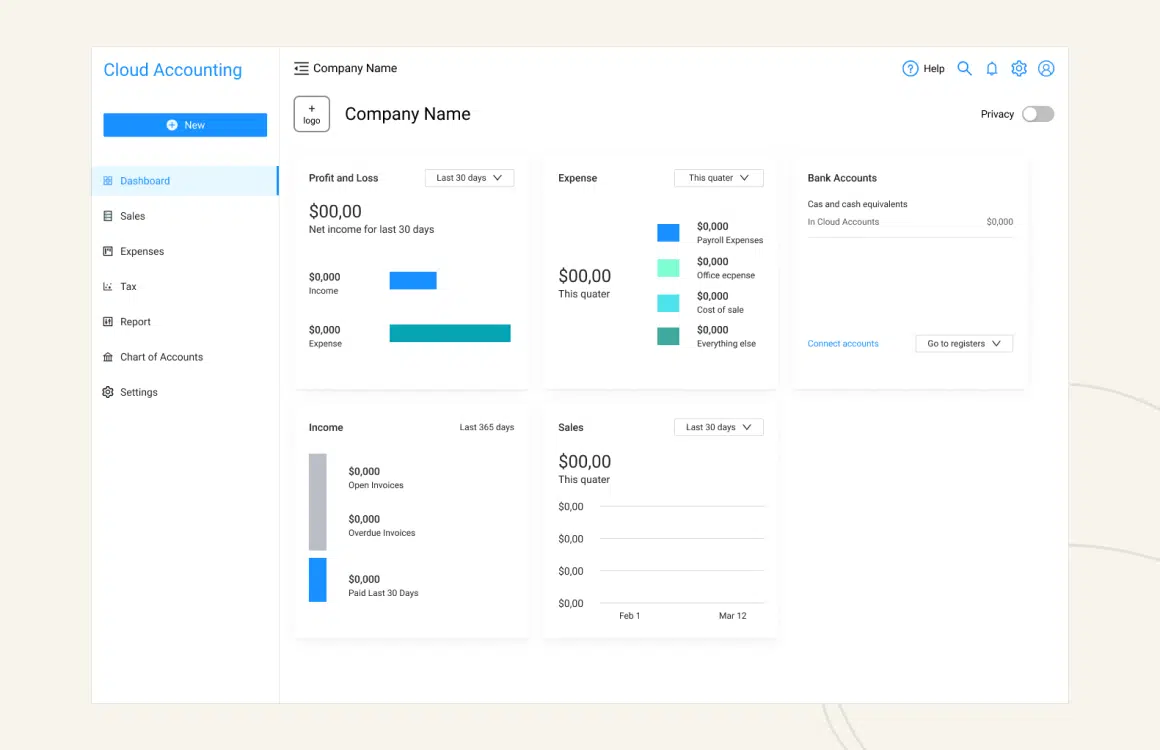 Cloud Accounting
New
Dashboard
Sales
Expenses
Tax
Report
Chart of Accounts
Settings
Company Name
Help
+
logo
Company Name
Privacy
Profit and Loss
Last 30 days
$00,00
Net income for last 30 days
$0,000
Income
$0,000
Expense
Expense
This quater
$00,00
This quater
$0,000
Payroll Expenses
$0,000
Office ecpense
$0,000
Cost of sale
$0,000
Everything else
Bank Accounts
Cas and cash equivalents
In Cloud Accounts $0,000
Connect accounts
Go to registers
Income
Last 365 days
$0,000
Open Invoices
$0,000
Overdue Invoices
$0,000
Paid Last 30 Days
Sales
Last 30 days
$00,00
This quater
$0,00
$0,00
$0,00
$0,00
Feb 1 Mar 12